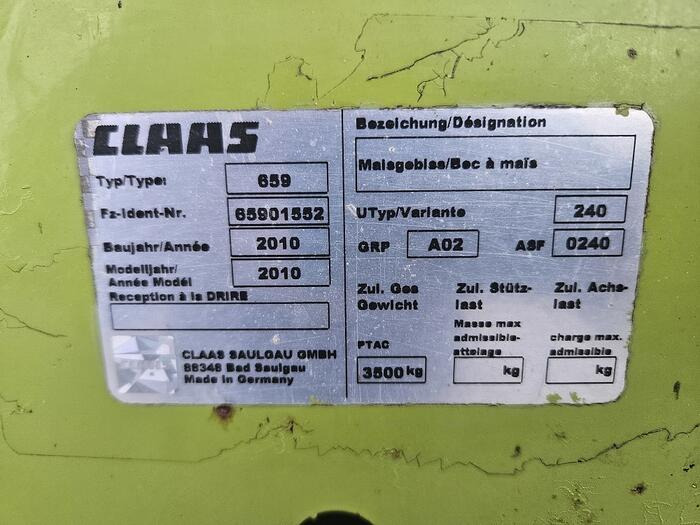 CLAAS
Typ/Type: 659
Fz-Ident-Nr. 65901552
Baujahr/Année 2010
Modelljahr/
Année Modèl 2010
Reception à la DRIRE
CLAAS SAULGAU GMBH
88348 Bad Saulgau
Made in Germany
Bezeichung/Désignation
Maisgebiss/Bec à maïs
UTyp/Variante 240
GRP A02 ASF 0240
Zul. Ges Gewicht
Zul. Stütz-
last
Zul. Achs-
last
PTAC
Masse max
admissible-
attelage
charge max.
admissible
3500 kg
kg
kg